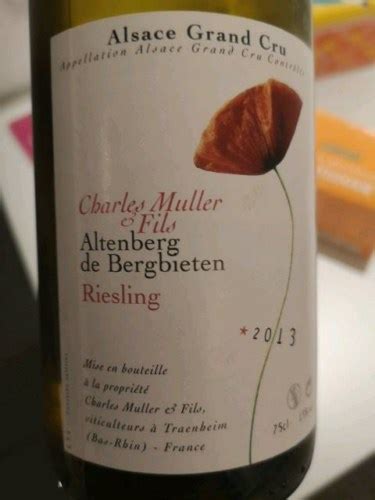 Alsace Grand Cru
Appellation Alsace Grand Cru Contrôlée
Charles Muller
& Fils
Altenberg
de Bergbieten
Riesling
* 2013
Mise en bouteille
à la propriété
Charles Muller & Fils,
viticulteurs à Traenheim
(Bas-Rhin) - France
75cl